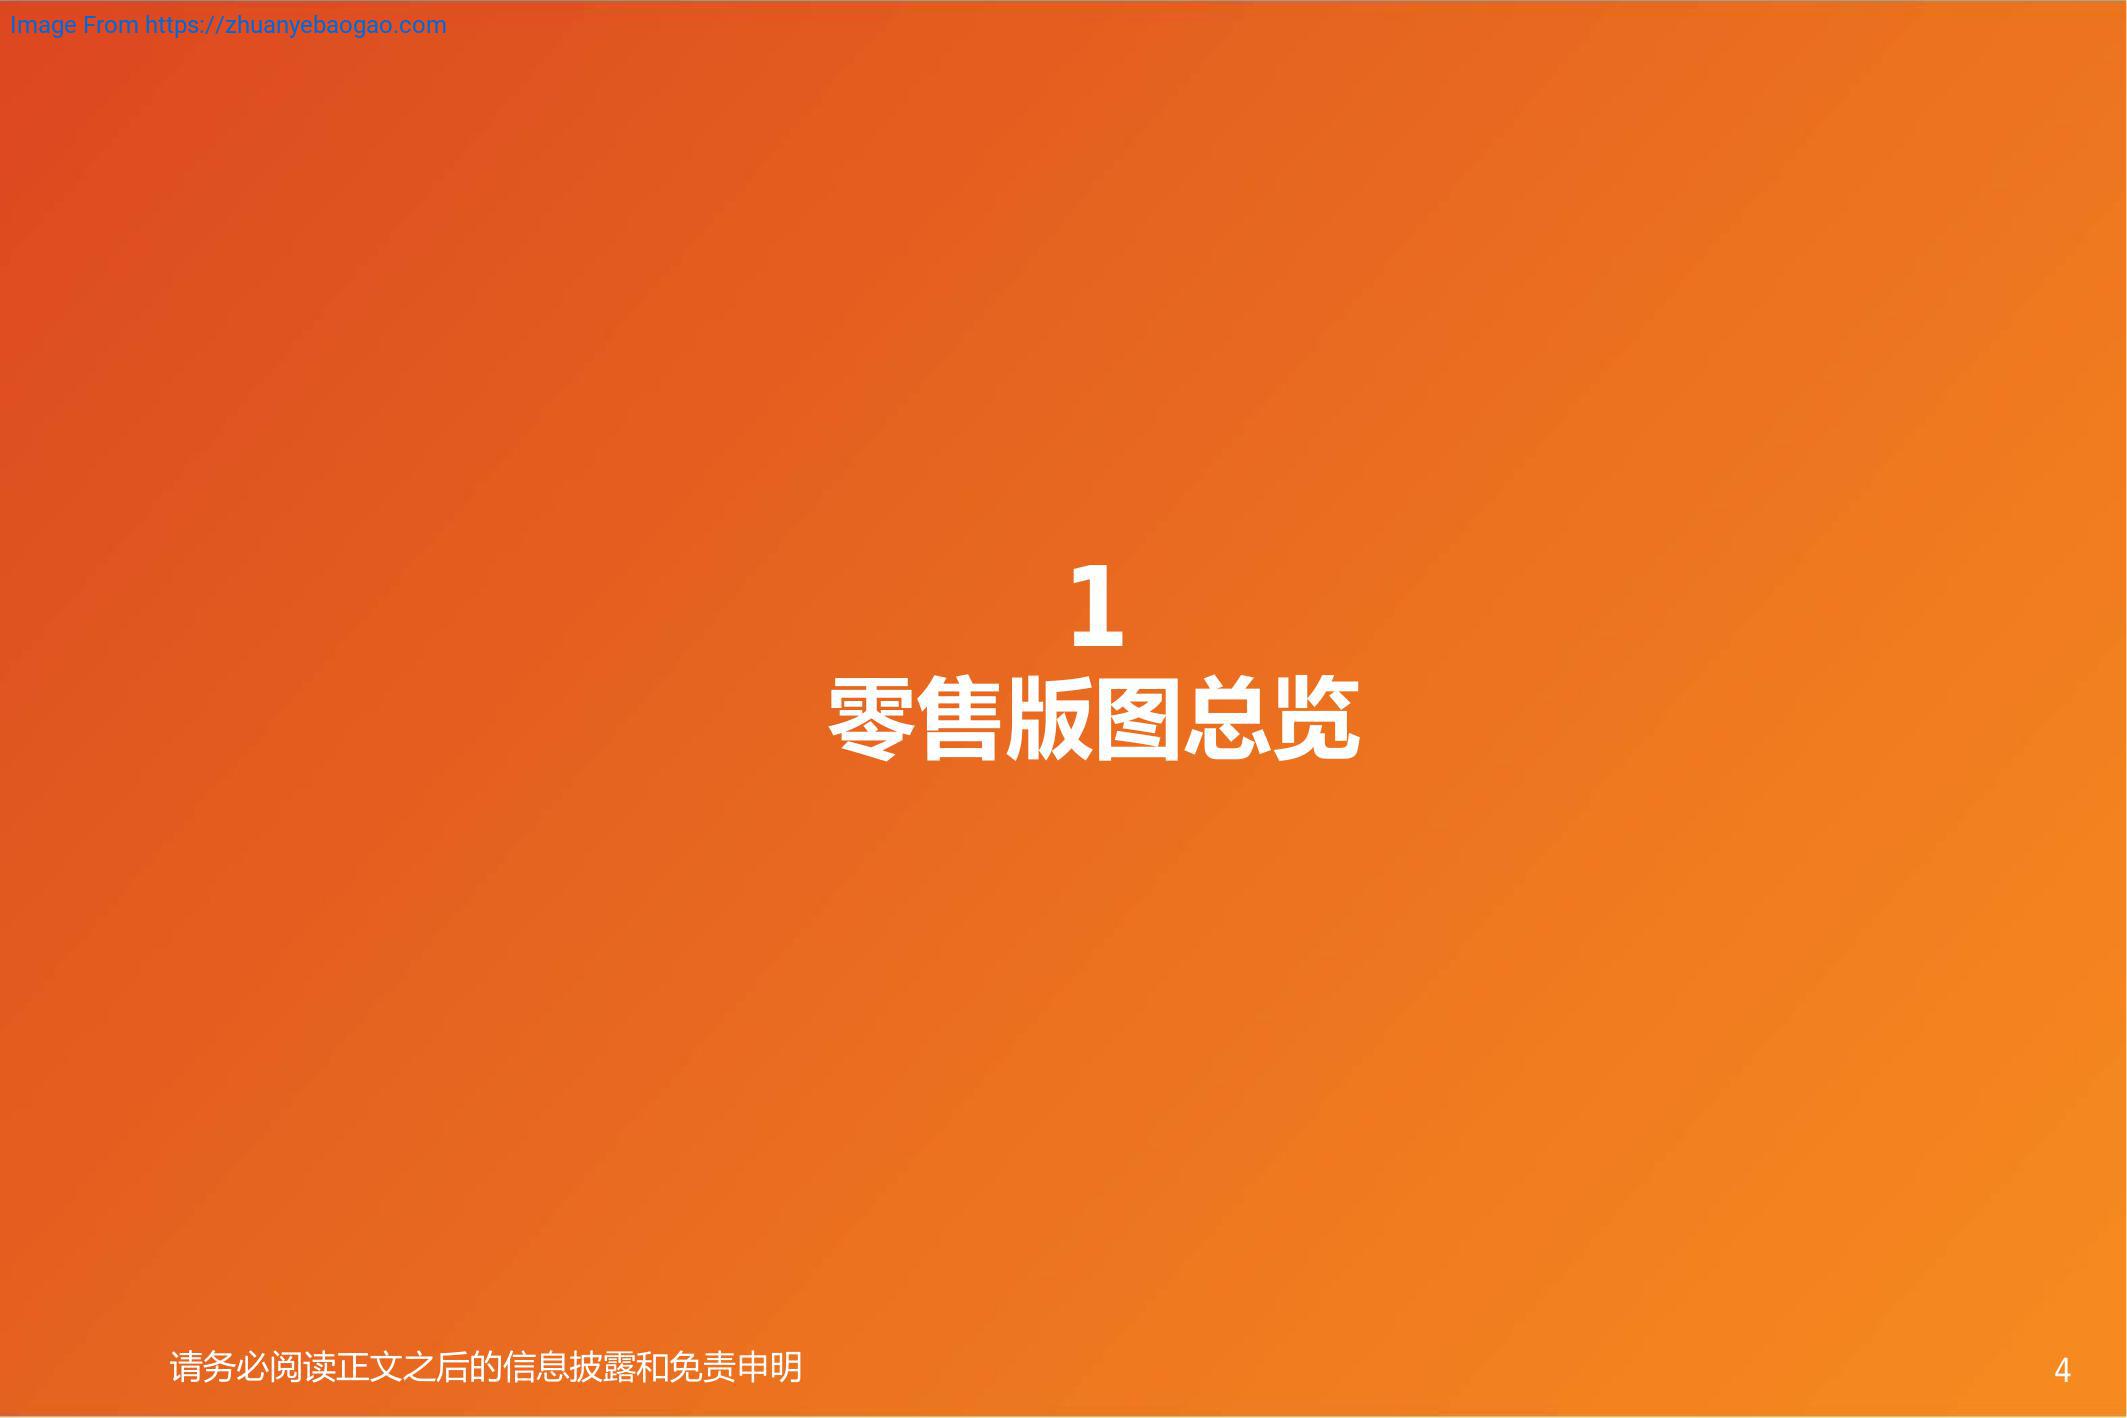 Image From https://zhuanyebaogao.com
1
零售版图总览
请务必阅读正文之后的信息披露和免责申明
4